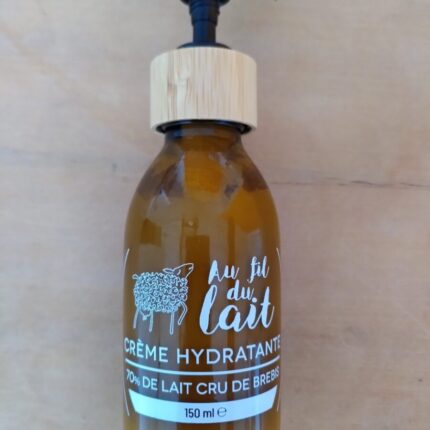 Au fil
du
lait
CRÈME HYDRATANTE
70% DE LAIT CRU DE BREBIS
150 ml ℮